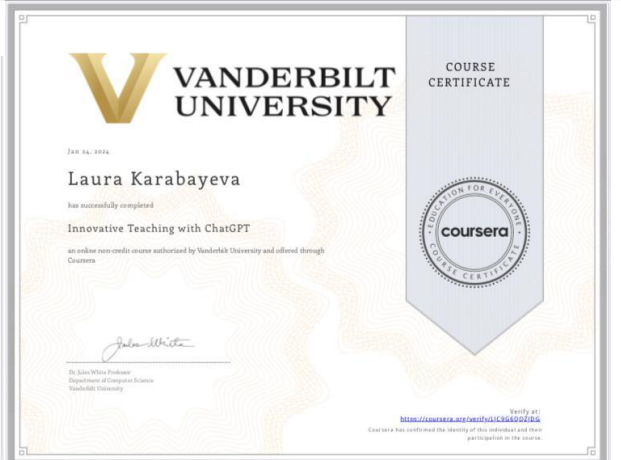 VANDERBILT
UNIVERSITY
COURSE
CERTIFICATE
Jan 24, 2024
Laura Karabayeva
has successfully completed
Innovative Teaching with ChatGPT
an online non-credit course authorized by Vanderbilt University and offered through
Coursera
EDUCATION FOR EVERYONE
coursera
COURSE CERTIFICATE
Jules White
Dr. Jules White Professor
Department of Computer Science
Vanderbilt University
Verify at:
Coursera has confirmed the identity of this individual and their
participation in the course.